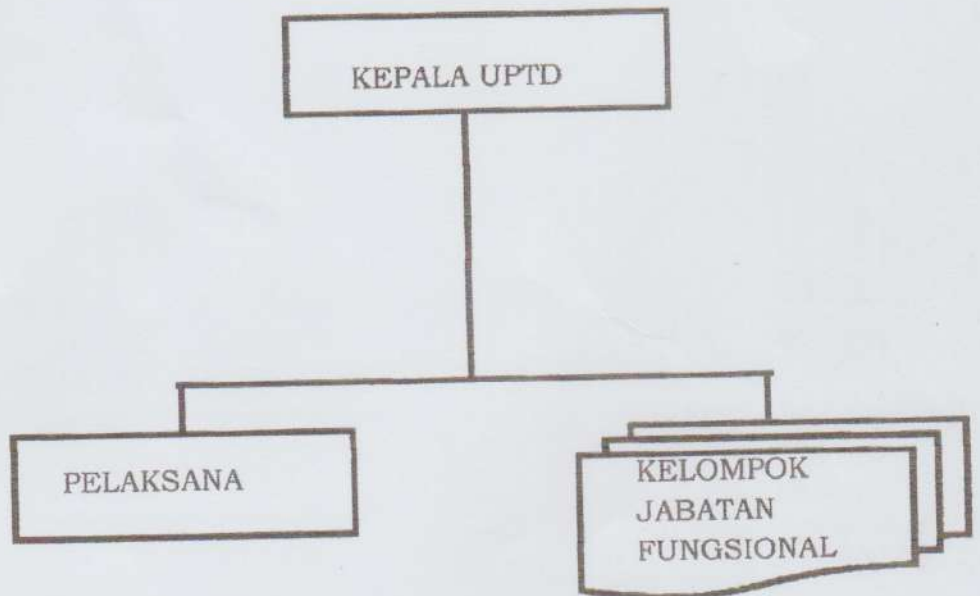 KEPALA UPTD
PELAKSANA
KELOMPOK
JABATAN
FUNGSIONAL